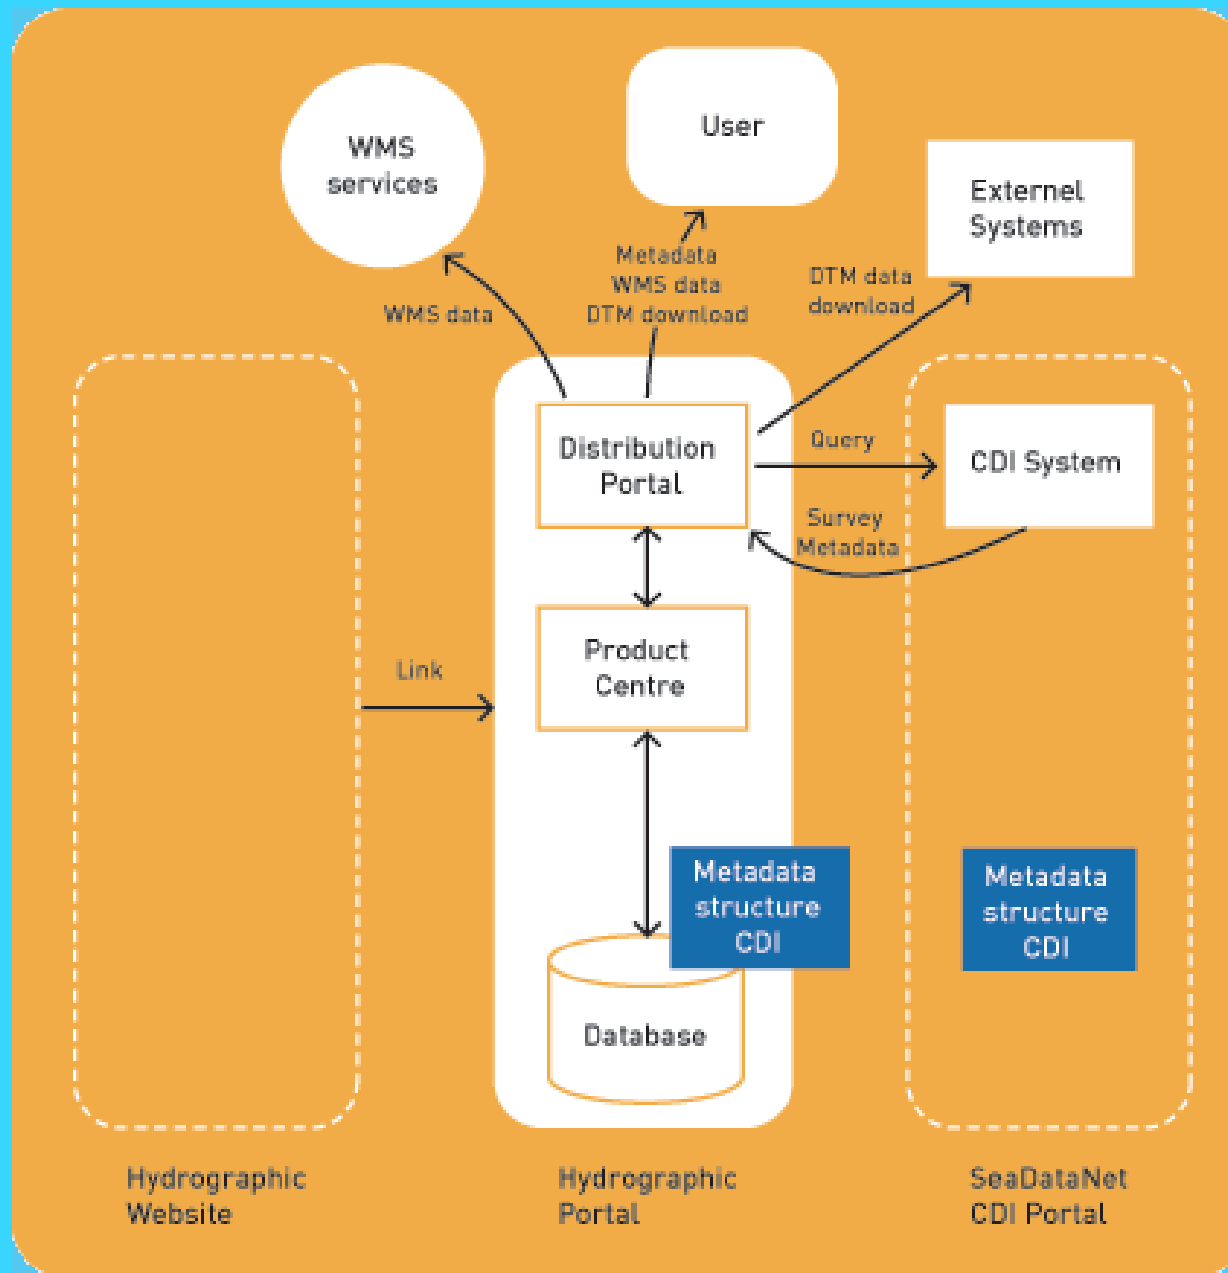 WMS
services
User
Externel
Systems
WMS data
Metadata
WMS data
DTM download
DTM data
download
Distribution
Portal
Query
CDI System
Survey
Metadata
Product
Centre
Link
Metadata
structure
CDI
Metadata
structure
CDI
Database
Hydrographic
Website
Hydrographic
Portal
SeaDataNet
CDI Portal